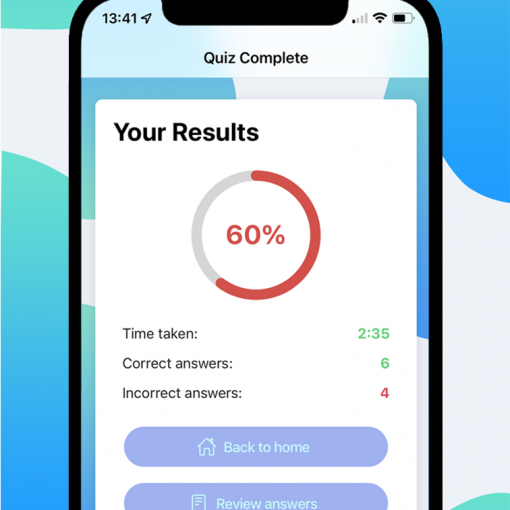 13:41
Quiz Complete
Your Results
60%
Time taken: 2:35
Correct answers: 6
Incorrect answers: 4
Back to home
Review answers